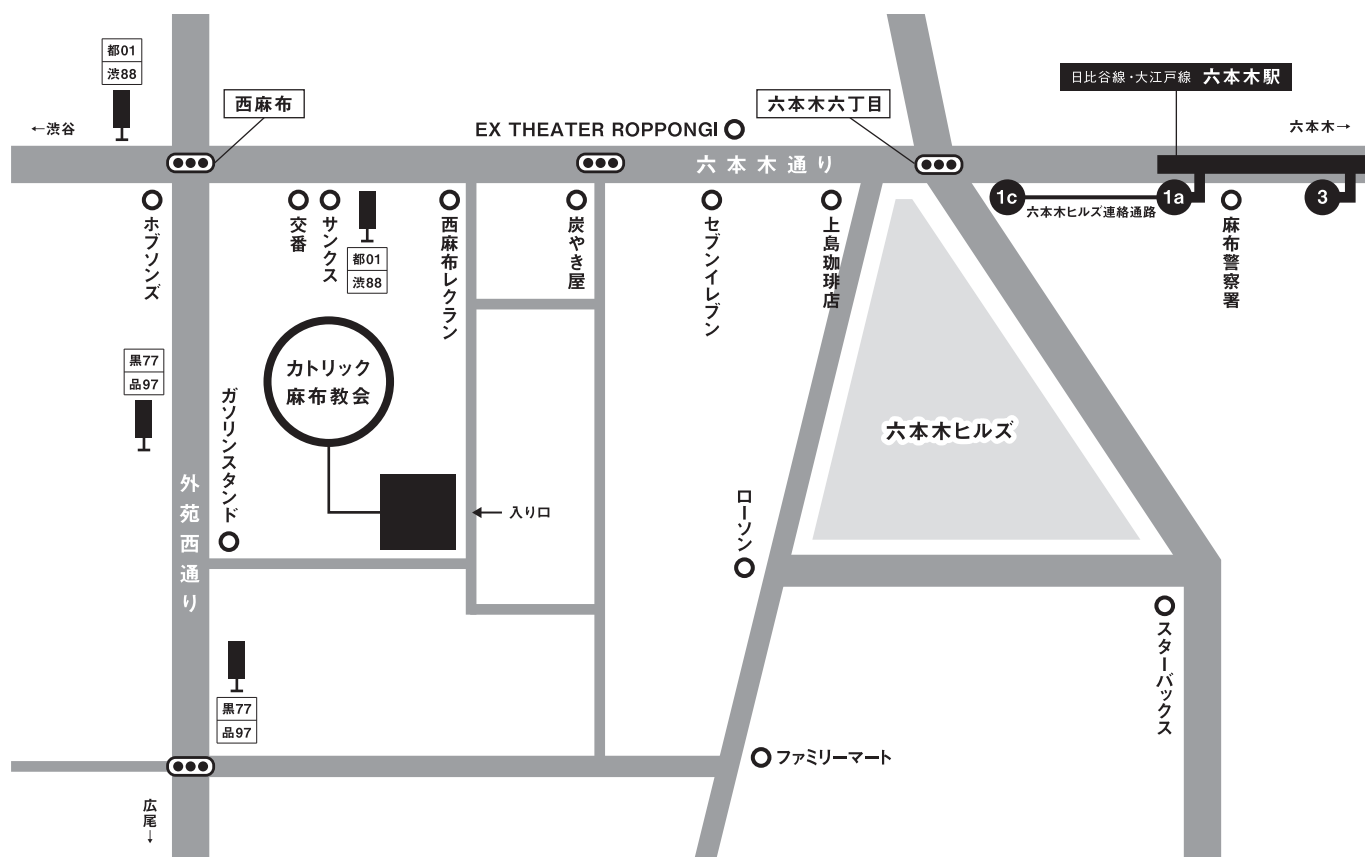 都01
渋88
←渋谷
西麻布
EX THEATER ROPPONGI
六本木六丁目
日比谷線・大江戸線 六本木駅
六本木→
六本木通り
ホブソンズ
交番
サンクス
都01
渋88
西麻布レクラン
炭やき屋
セブンイレブン
上島珈琲店
1c
六本木ヒルズ連絡通路
1a
麻布警察署
3
黒77
品97
ガソリンスタンド
カトリック
麻布教会
六本木ヒルズ
外苑西通り
入り口
ローソン
スターバックス
黒77
品97
ファミリーマート
広尾↓